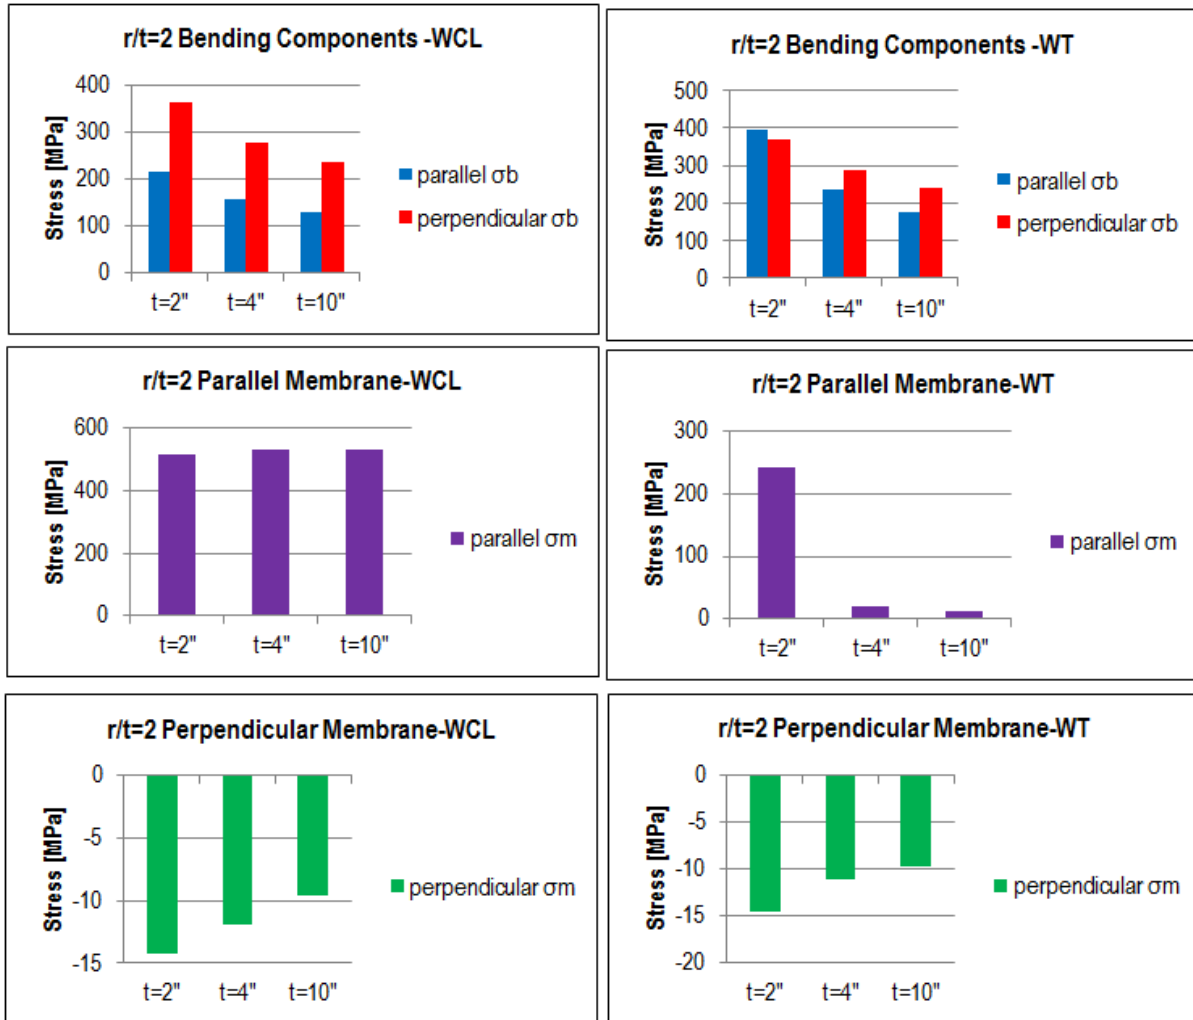 r/t=2 Bending Components -WCL
Stress [MPa]
400
300
200
100
0
t=2" t=4" t=10"
parallel σb
perpendicular σb
r/t=2 Bending Components -WT
Stress [MPa]
500
400
300
200
100
0
t=2" t=4" t=10"
parallel σb
perpendicular σb
r/t=2 Parallel Membrane-WCL
Stress [MPa]
600
400
200
0
t=2" t=4" t=10"
parallel σm
r/t=2 Parallel Membrane-WT
Stress [MPa]
300
200
100
0
t=2" t=4" t=10"
parallel σm
r/t=2 Perpendicular Membrane-WCL
Stress [MPa]
0
-5
-10
-15
t=2" t=4" t=10"
perpendicular σm
r/t=2 Perpendicular Membrane-WT
Stress [MPa]
0
-5
-10
-15
-20
t=2" t=4" t=10"
perpendicular σm